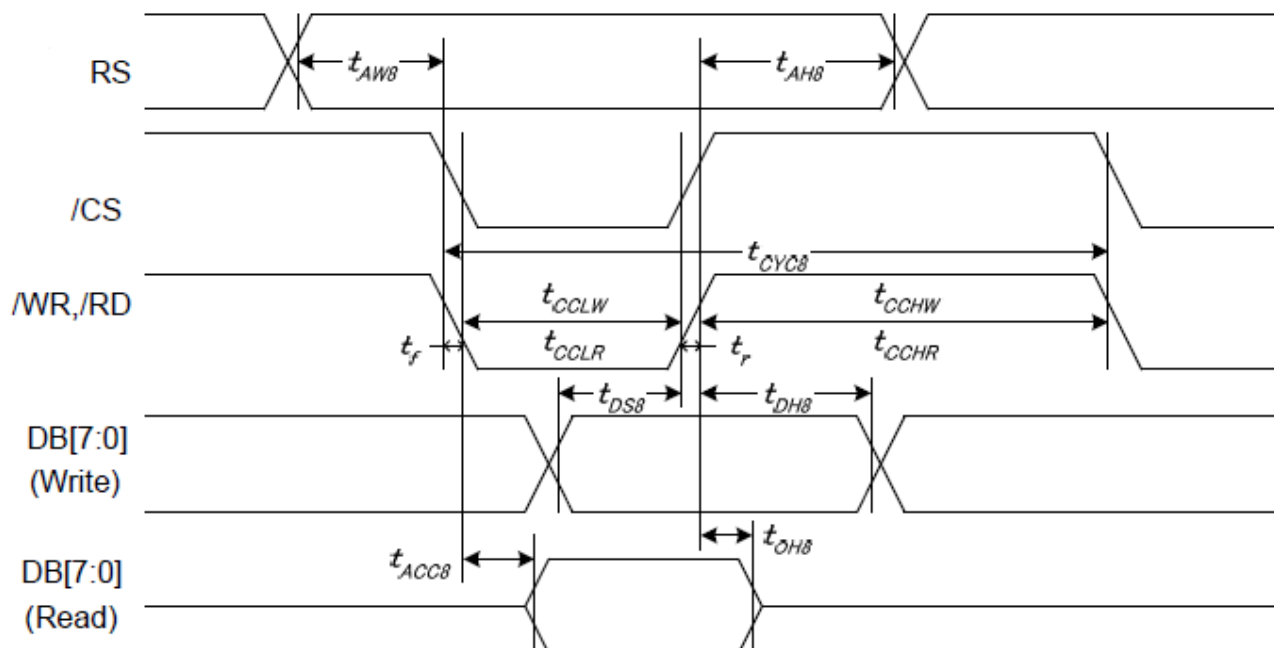 RS
tAW8
tAH8
/CS
tCYC8
/WR,/RD
tCCLW
tCCHW
tf
tCCLR
tr
tCCHR
tDS8
tDH8
DB[7:0]
(Write)
tOH8
tACC8
DB[7:0]
(Read)